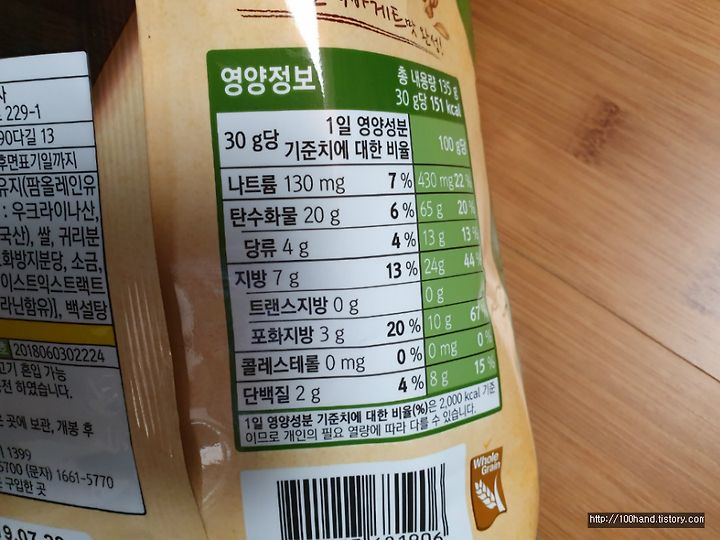 바게트맛 완성!
영양정보
총 내용량 135 g
30 g당 151 kcal
30 g당 1일 영양성분 기준치에 대한 비율 100 g당
나트륨 130 mg 7 % 430 mg 22 %
탄수화물 20 g 6 % 65 g 20 %
당류 4 g 4 % 13 g 13 %
지방 7 g 13 % 24g 44 %
트랜스지방 0 g 0 g
포화지방 3 g 20 % 10 g 67 %
콜레스테롤 0 mg 0 % 0 mg 0 %
단백질 2 g 4 % 8 g 15 %
1일 영양성분 기준치에 대한 비율(%)은 2,000 kcal 기준
이므로 개인의 필요 열량에 따라 다를 수 있습니다.
Whole
Grain
229-1
90다길 13
후면표기일까지
유지(팜올레인유
: 우크라이나산,
국산), 쌀, 귀리분
화방지분당, 소금,
이스트엑스트랙트
라닌함유)], 백설탕
2018060302224
고기 혼입 가능
하였습니다.
곳에 보관, 개봉 후
1399
5700 (문자) 1661-5770
구입한 곳
http://100hand.tistory.com